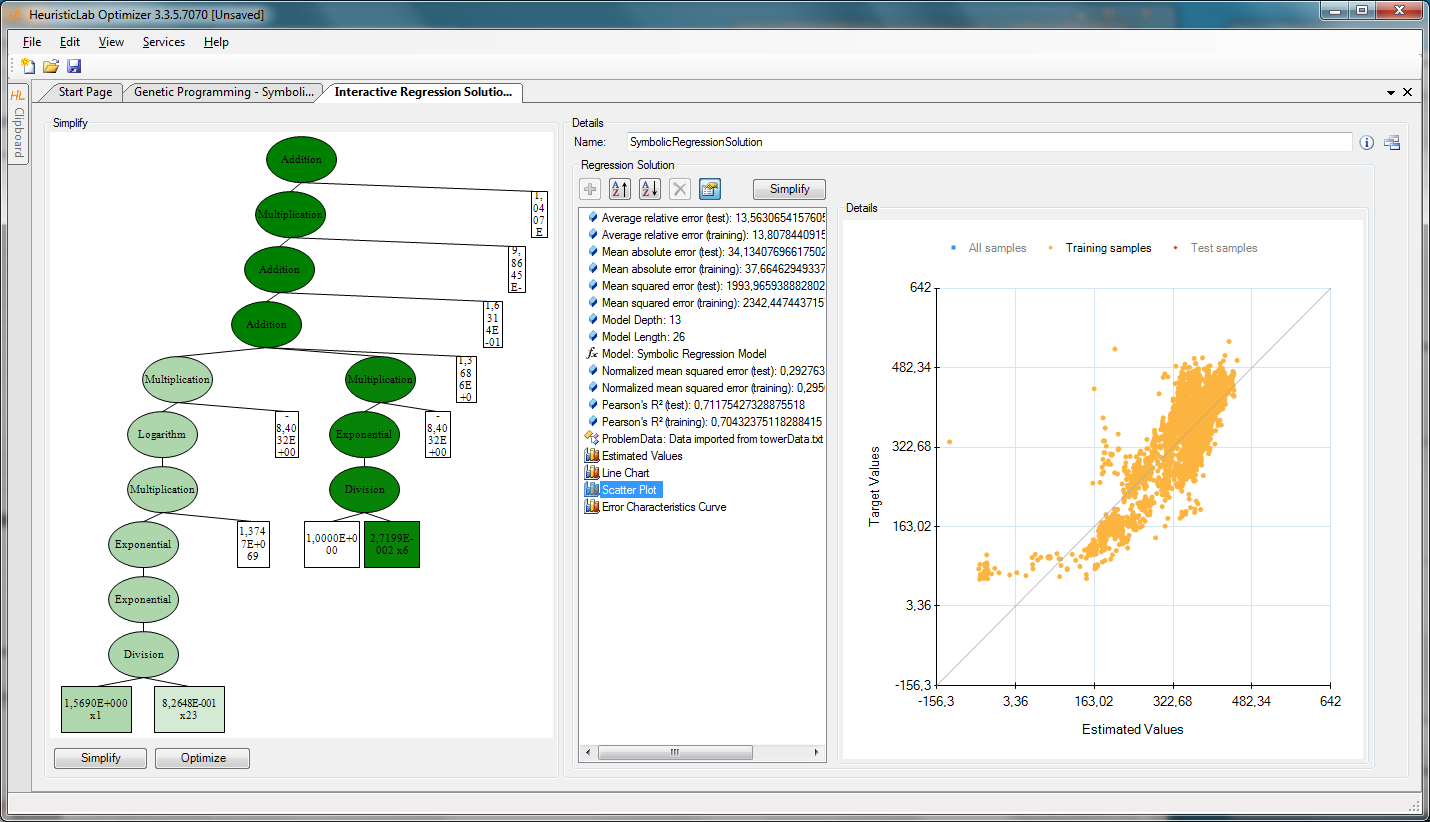 HeuristicLab Optimizer 3.3.5.7070 [Unsaved]
File Edit View Services Help
HL Clipboard
Start Page
Genetic Programming - Symboli...
Interactive Regression Solutio...
Simplify
Addition
Multiplication
1,
04
07
E
Addition
9,
86
45
E-
Addition
1,6
31
4E
-01
Multiplication
Multiplication
1,3
68
6E
+0
Logarithm
-
8,40
32E
+00
Exponential
-
8,40
32E
+00
Multiplication
Division
Exponential
1,374
7E+0
69
1,0000E+0
00
2,7199E-
002 x6
Exponential
Division
1,5690E+000
x1
8,2648E-001
x23
Simplify
Optimize
Details
Name:
SymbolicRegressionSolution
Regression Solution
Simplify
Average relative error (test): 13,5630654157605
Average relative error (training): 13,8078440915
Mean absolute error (test): 34,13407696617502
Mean absolute error (training): 37,66462949337
Mean squared error (test): 1993,965938882802
Mean squared error (training): 2342,447443715
Model Depth: 13
Model Length: 26
Model: Symbolic Regression Model
Normalized mean squared error (test): 0,292763
Normalized mean squared error (training): 0,295
Pearson's R² (test): 0,71175427328875518
Pearson's R² (training): 0,70432375118288415
ProblemData: Data imported from towerData.txt
Estimated Values
Line Chart
Scatter Plot
Error Characteristics Curve
Details
All samples
Training samples
Test samples
642
482,34
322,68
163,02
3,36
-156,3
Target Values
-156,3
3,36
163,02
322,68
482,34
642
Estimated Values